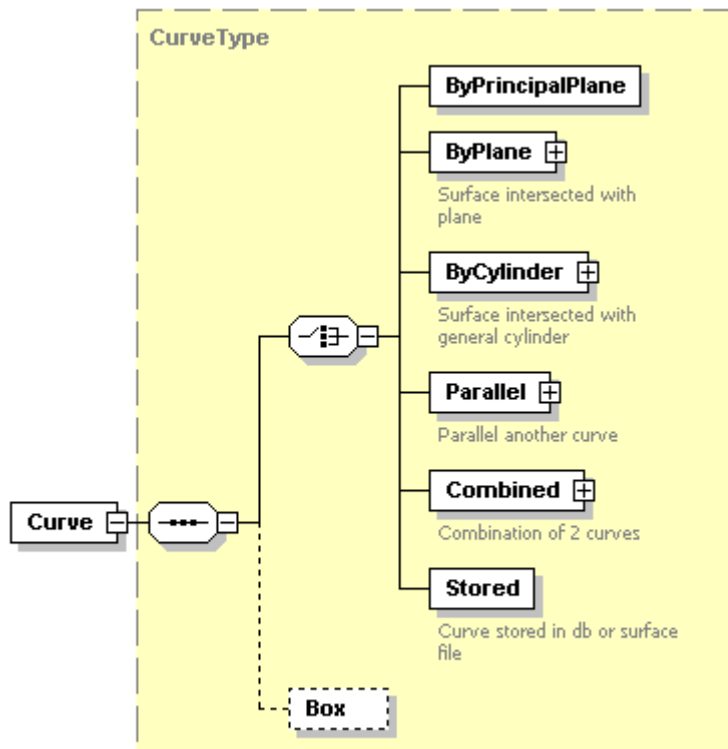 CurveType
ByPrincipalPlane
ByPlane
Surface intersected with
plane
ByCylinder
Surface intersected with
general cylinder
Parallel
Parallel another curve
Combined
Combination of 2 curves
Curve
Stored
Curve stored in db or surface
file
Box